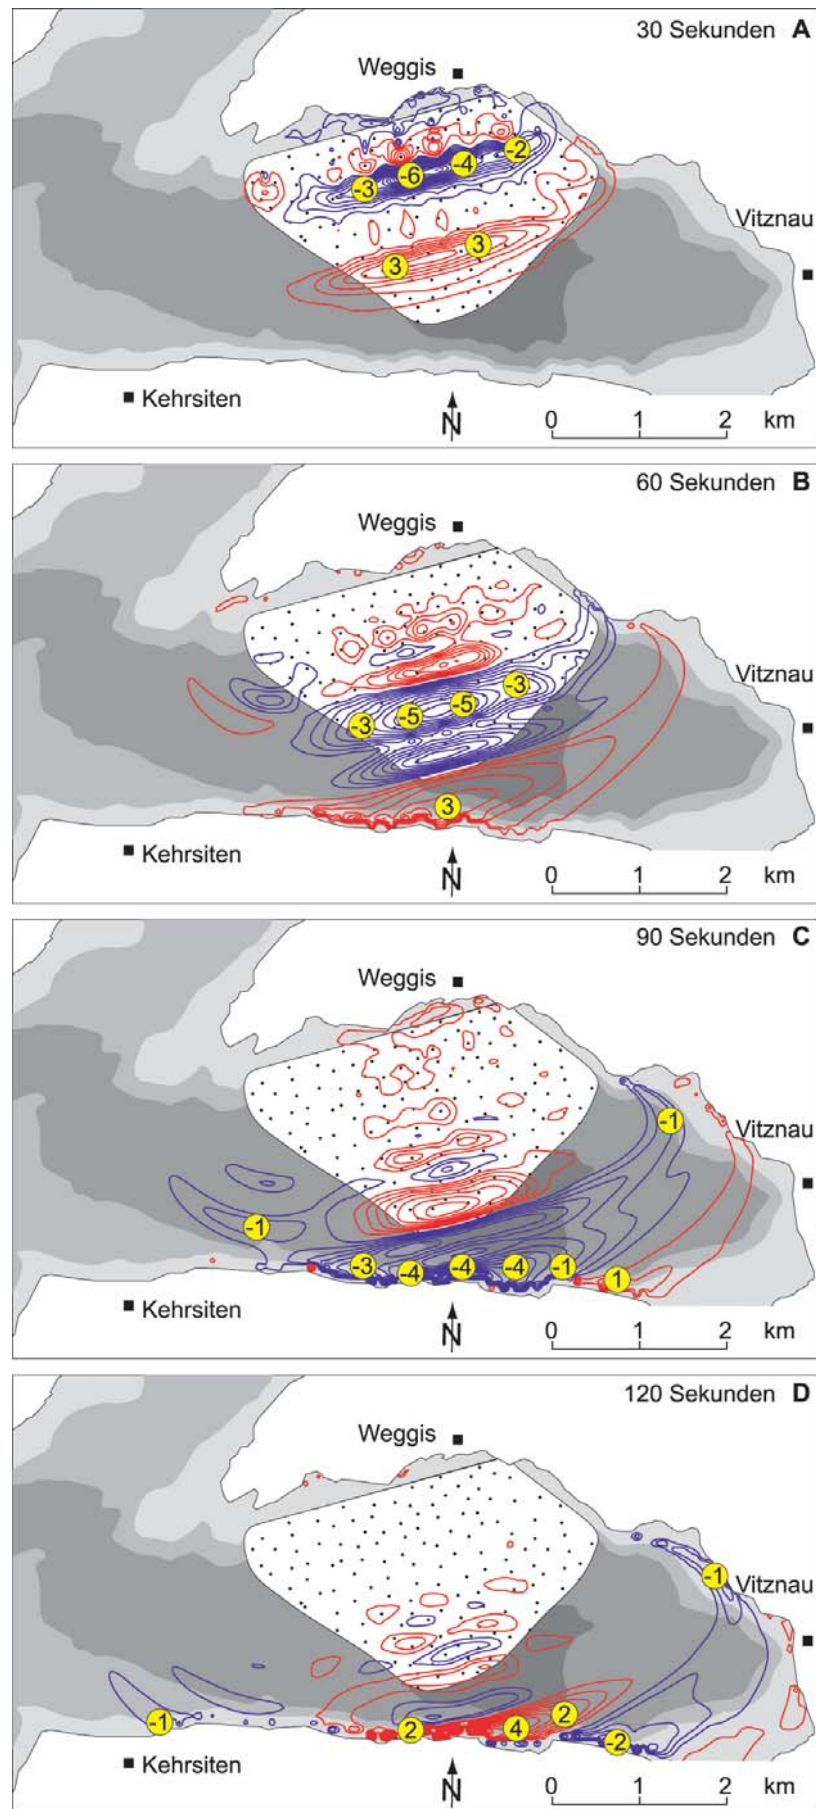 30 Sekunden A
Weggis
-2
-4
-6
-3
Vitznau
3
3
Kehrsiten
N
0 1 2 km
60 Sekunden B
Weggis
Vitznau
-3
-5
-5
-3
3
Kehrsiten
N
0 1 2 km
90 Sekunden C
Weggis
-1
Vitznau
-1
-3 -4 -4 -4 -1 1
Kehrsiten
N
0 1 2 km
120 Sekunden D
Weggis
-1
Vitznau
-1 2 4 2 -2
Kehrsiten
N
0 1 2 km